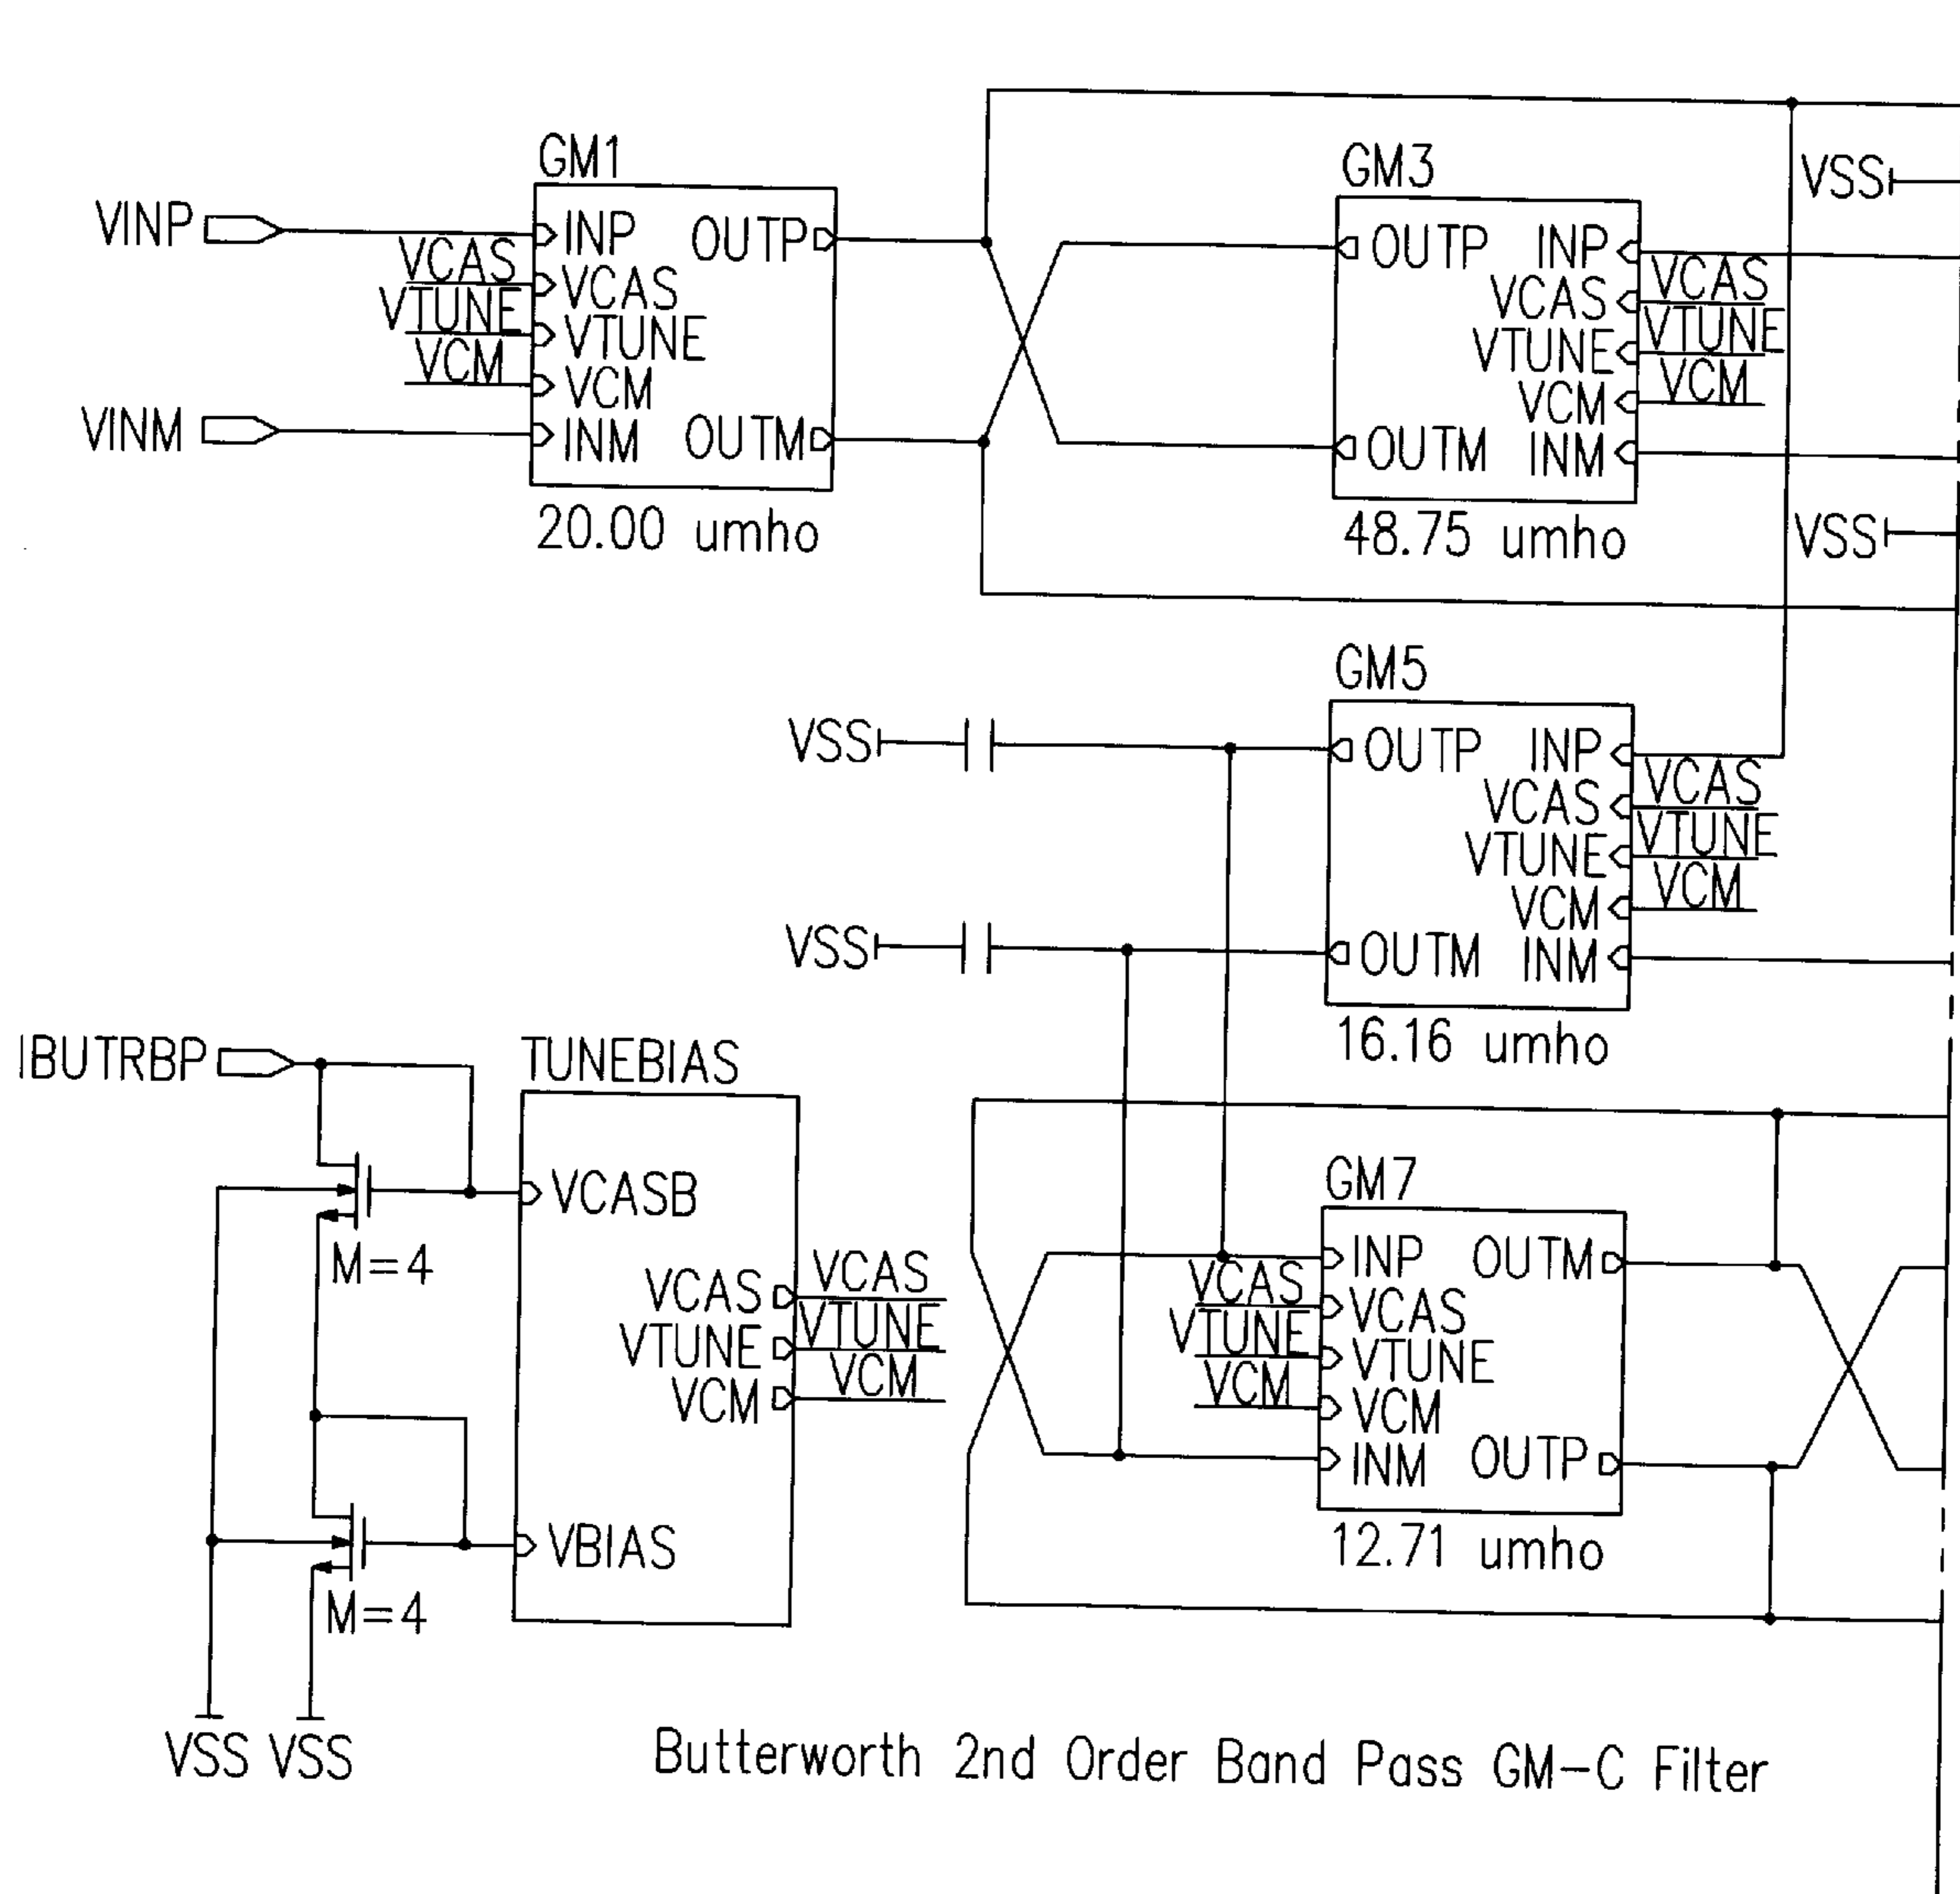 GM1
VINP
INP OUTP
VCAS VCAS
VTUNE VTUNE
VCM VCM
VINM
INM OUTM
20.00 umho
GM3
OUTP INP
VCAS VCAS
VTUNE VTUNE
VCM VCM
OUTM INM
48.75 umho
VSS
VSS
GM5
VSS
OUTP INP
VCAS VCAS
VTUNE VTUNE
VCM VCM
VSS
OUTM INM
16.16 umho
IBUTRBP
TUNEBIAS
VCASB
M=4
VCAS VCAS
VTUNE VTUNE
VCM VCM
VBIAS
M=4
VSS VSS
GM7
INP OUTM
VCAS VCAS
VTUNE VTUNE
VCM VCM
INM OUTP
12.71 umho
Butterworth 2nd Order Band Pass GM-C Filter